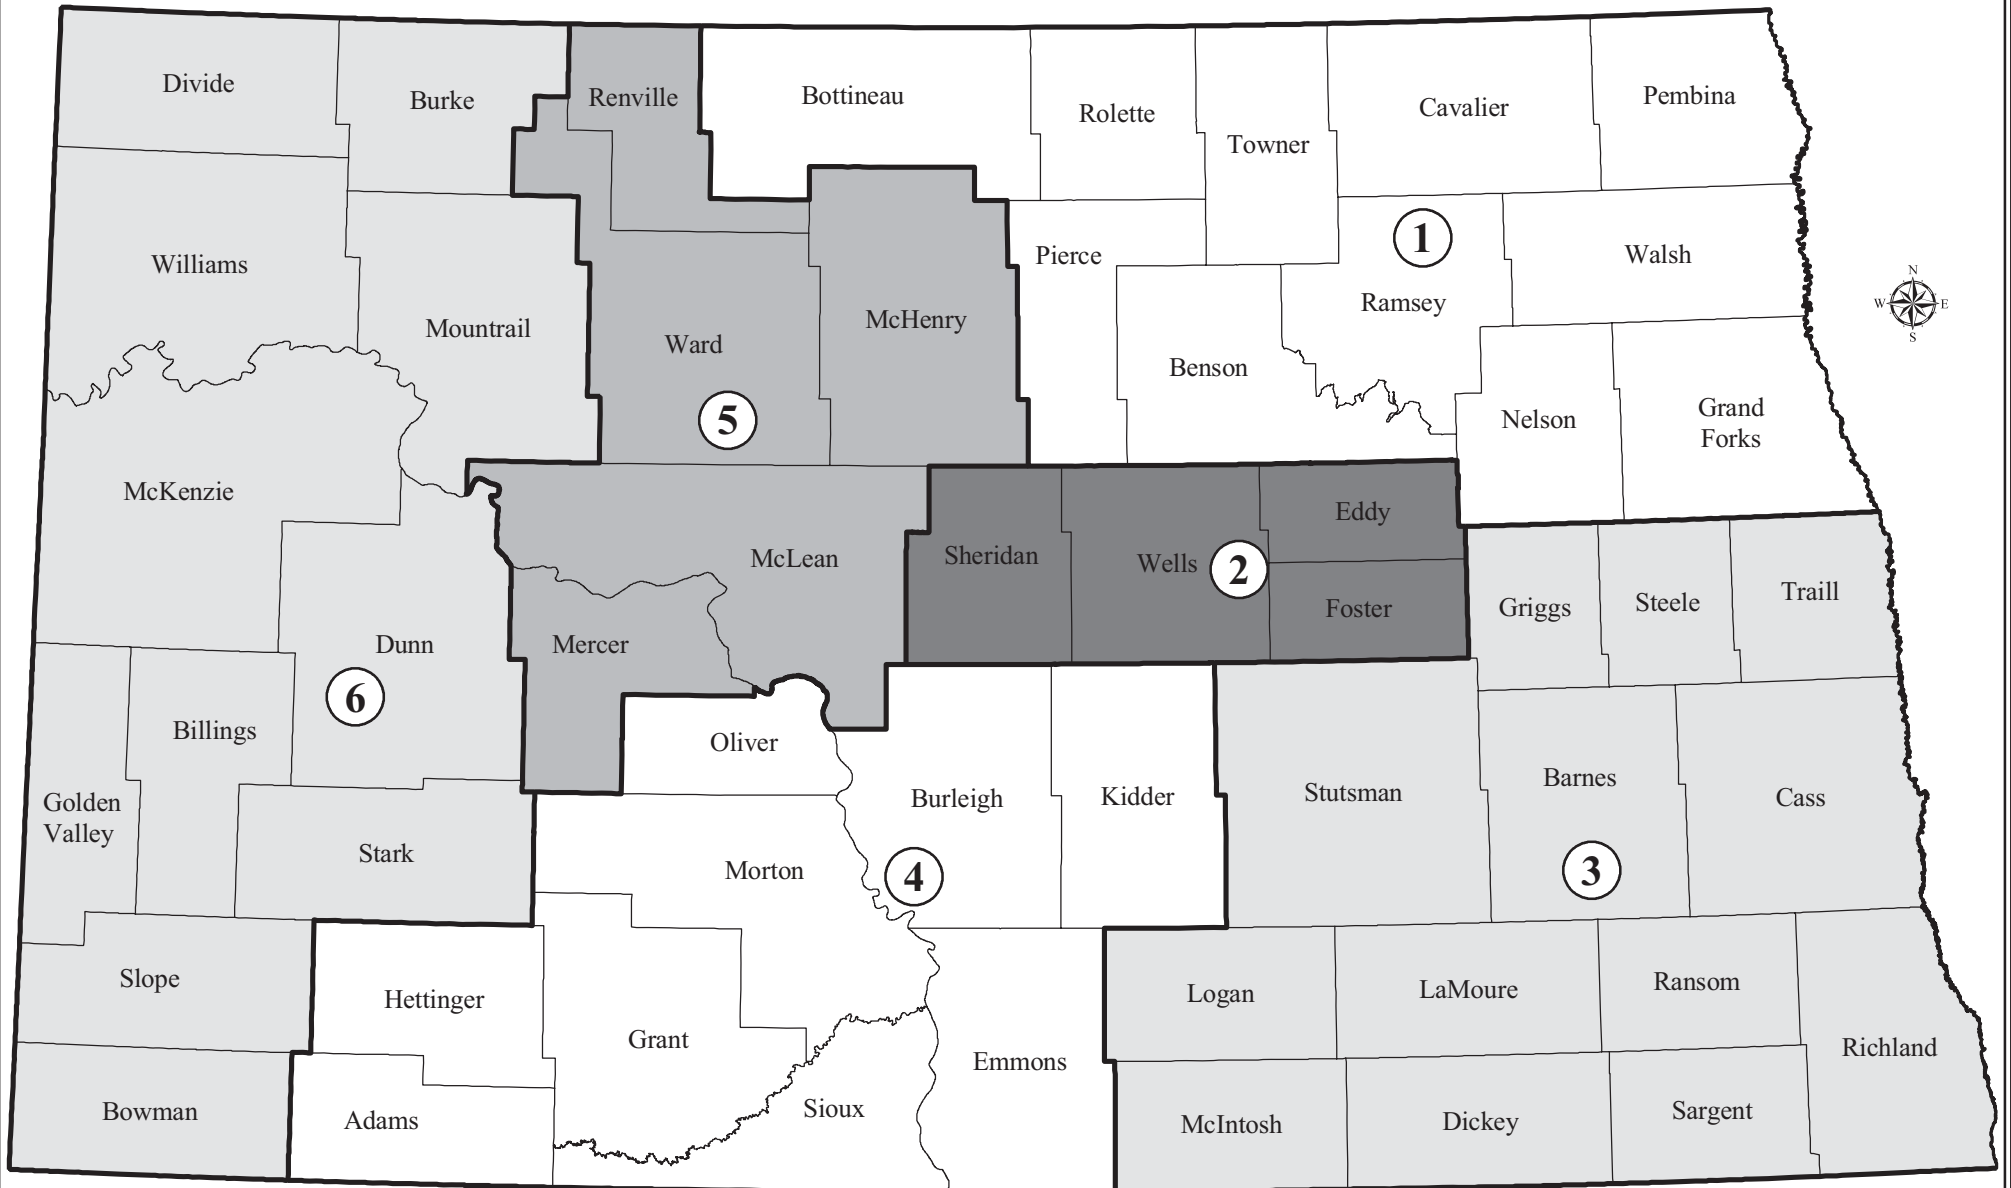 Divide
Burke
Renville
Bottineau
Rolette
Towner
Cavalier
Pembina
Williams
Mountrail
Ward
McHenry
Pierce
Benson
1
Ramsey
Walsh
N
W
E
S
Nelson
Grand
Forks
5
McKenzie
McLean
Sheridan
Wells
2
Eddy
Foster
Griggs
Steele
Traill
Dunn
6
Mercer
Billings
Oliver
Golden
Valley
Stark
Morton
Burleigh
4
Kidder
Stutsman
Barnes
3
Cass
Slope
Hettinger
Grant
Emmons
Logan
LaMoure
Ransom
Richland
Bowman
Adams
Sioux
McIntosh
Dickey
Sargent